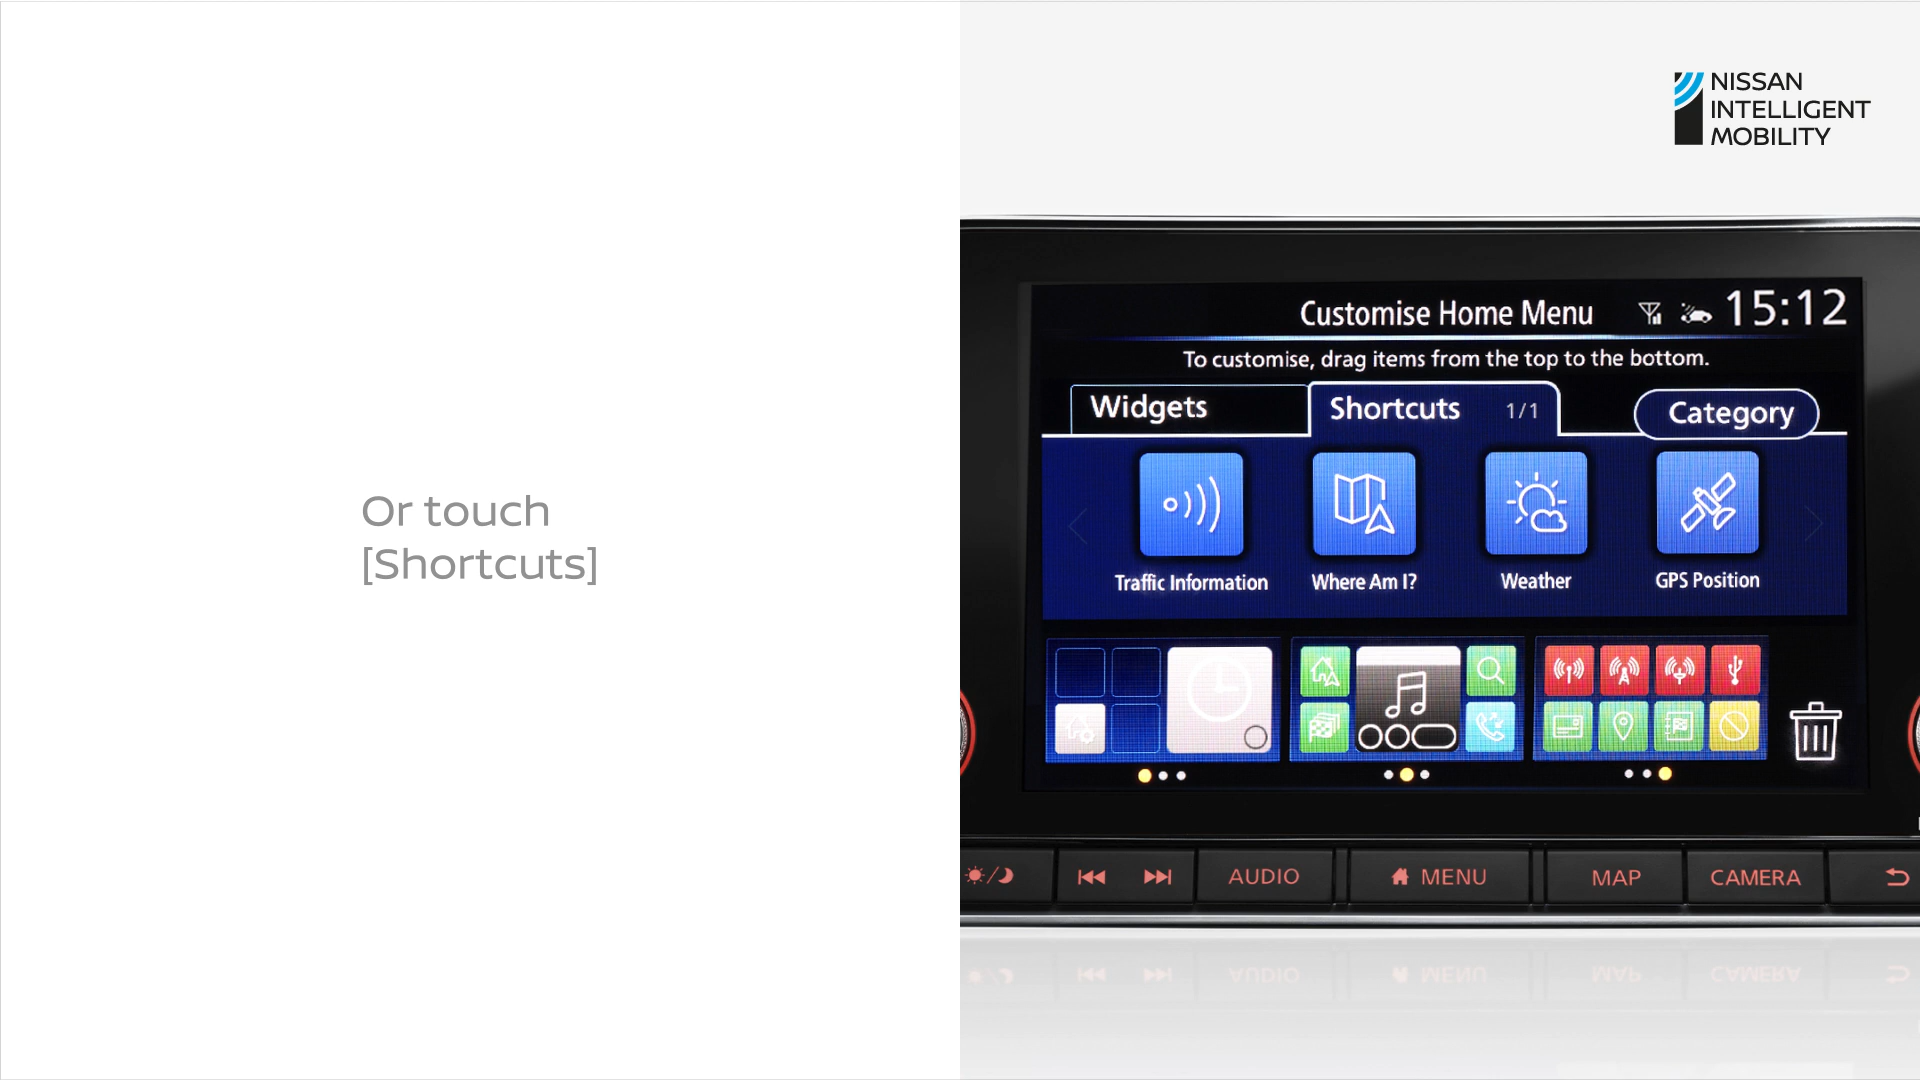 Or touch
[Shortcuts]
NISSAN
INTELLIGENT
MOBILITY
Customise Home Menu
15:12
To customise, drag items from the top to the bottom.
Widgets
Shortcuts 1/1
Category
Traffic Information
Where Am I?
Weather
GPS Position
AUDIO
MENU
MAP
CAMERA